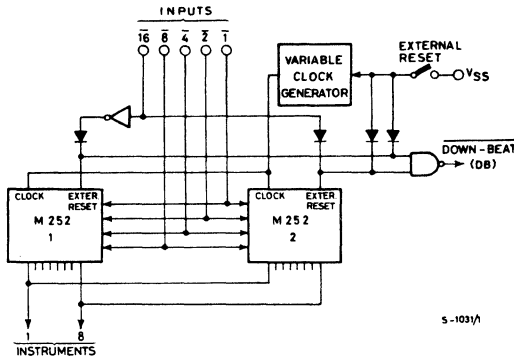 INPUTS
16 8 4 2 1
EXTERNAL
RESET
VSS
VARIABLE
CLOCK
GENERATOR
DOWN-BEAT
(DB)
CLOCK EXTER. RESET
M 252
1
CLOCK EXTER. RESET
M 252
2
1 8
INSTRUMENTS
S-1031/1